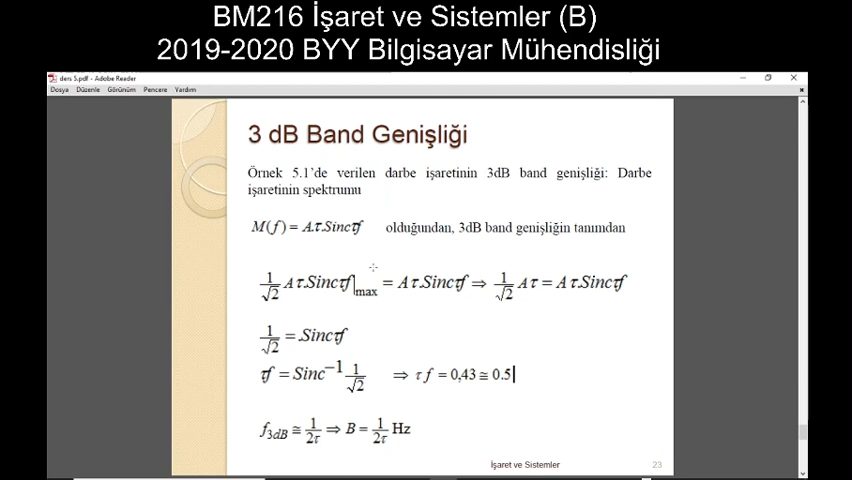 BM216 İşaret ve Sistemler (B)
2019-2020 BYY Bilgisayar Mühendisliği
ders 5.pdf - Adobe Reader
Dosya Düzenle Görünüm Pencere Yardım
3 dB Band Genişliği
Örnek 5.1'de verilen darbe işaretinin 3dB band genişliği: Darbe
işaretinin spektrumu
M(f) = A.τ.Sincτf olduğundan, 3dB band genişliğin tanımdan
1/√2 Aτ.Sincτf|max = Aτ.Sincτf ⇒ 1/√2 Aτ = Aτ.Sincτf
1/√2 = .Sincτf
τf = Sinc⁻¹ 1/√2 ⇒ τ f = 0,43 ≅ 0.5
f3dB ≅ 1/2τ ⇒ B = 1/2τ Hz
İşaret ve Sistemler 23